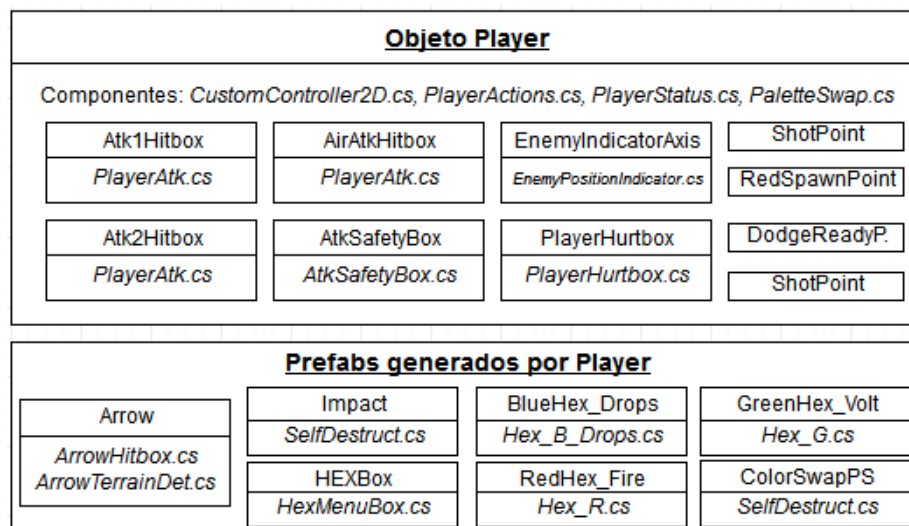 Objeto Player
Componentes: CustomController2D.cs, PlayerActions.cs, PlayerStatus.cs, PaletteSwap.cs
Atk1Hitbox
PlayerAtk.cs
AirAtkHitbox
PlayerAtk.cs
EnemyIndicatorAxis
EnemyPositionIndicator.cs
ShotPoint
RedSpawnPoint
Atk2Hitbox
PlayerAtk.cs
AtkSafetyBox
AtkSafetyBox.cs
PlayerHurtbox
PlayerHurtbox.cs
DodgeReadyP.
ShotPoint
Prefabs generados por Player
Arrow
ArrowHitbox.cs
ArrowTerrainDet.cs
Impact
SelfDestruct.cs
BlueHex_Drops
Hex_B_Drops.cs
GreenHex_Volt
Hex_G.cs
HEXBox
HexMenuBox.cs
RedHex_Fire
Hex_R.cs
ColorSwapPS
SelfDestruct.cs